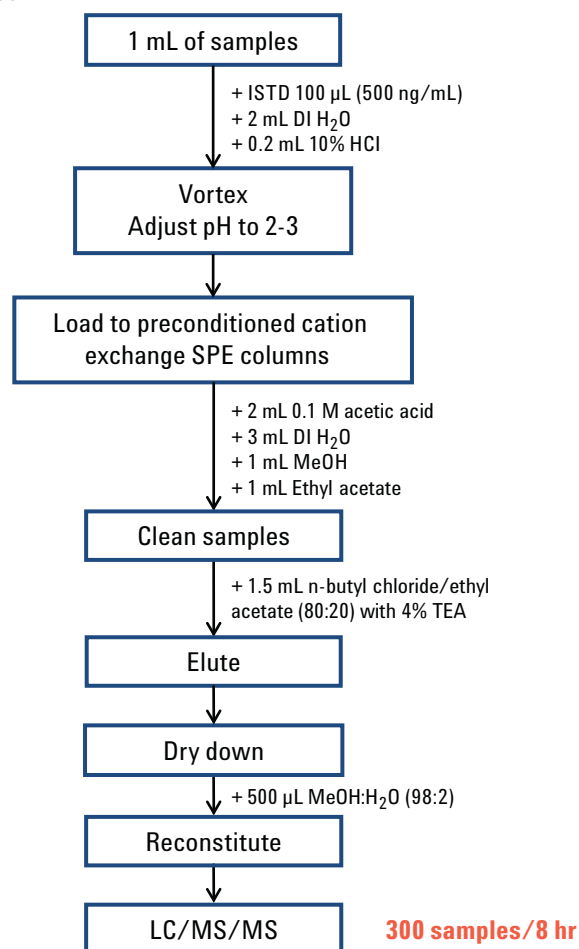 1 mL of samples
+ ISTD 100 µL (500 ng/mL)
+ 2 mL DI H₂O
+ 0.2 mL 10% HCl
Vortex
Adjust pH to 2-3
Load to preconditioned cation
exchange SPE columns
+ 2 mL 0.1 M acetic acid
+ 3 mL DI H₂O
+ 1 mL MeOH
+ 1 mL Ethyl acetate
Clean samples
+ 1.5 mL n-butyl chloride/ethyl
acetate (80:20) with 4% TEA
Elute
Dry down
+ 500 µL MeOH:H₂O (98:2)
Reconstitute
LC/MS/MS
300 samples/8 hr